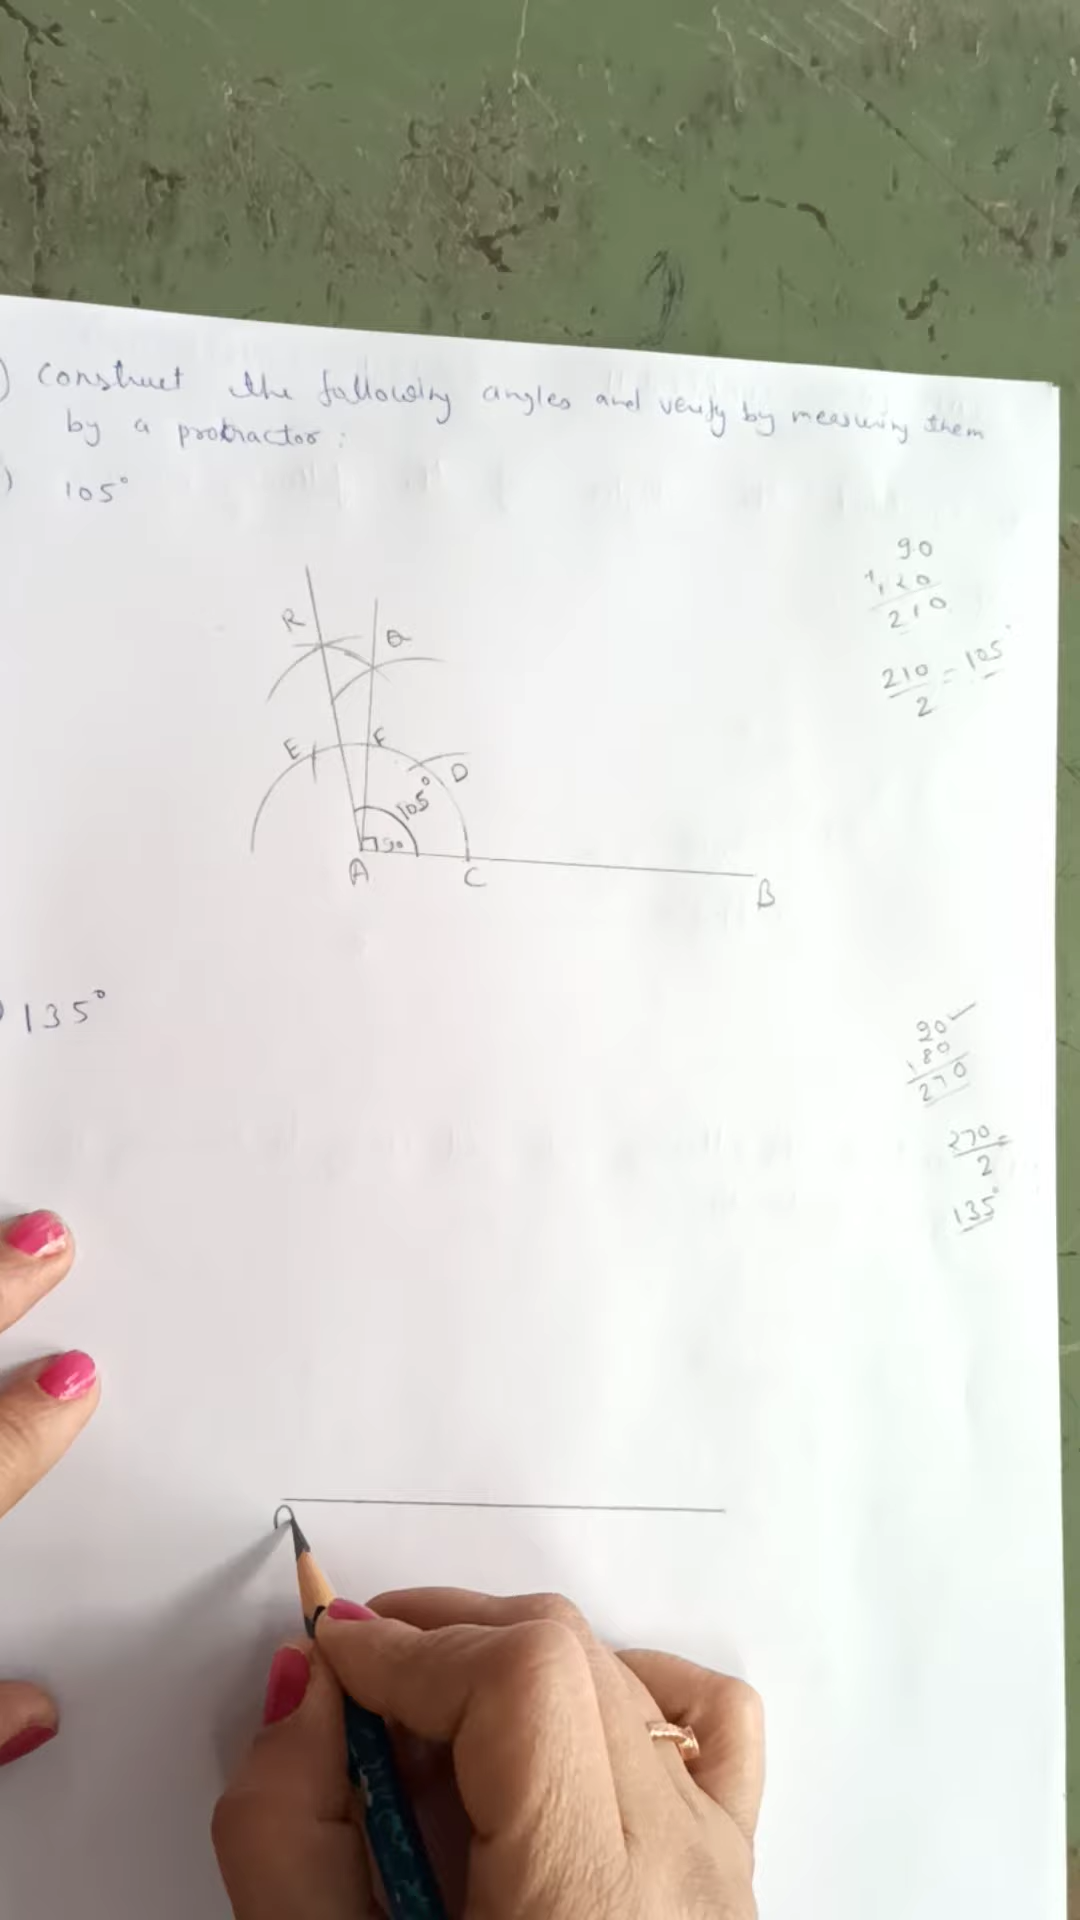 ) construct the following angles and verify by measuring them
by a protractor:
) 105°
90
+120
210
210/2 = 105°
R
Q
E
F
D
105°
90
A
C
B
) 135°
90 ✓
180
270
270/2 =
135°